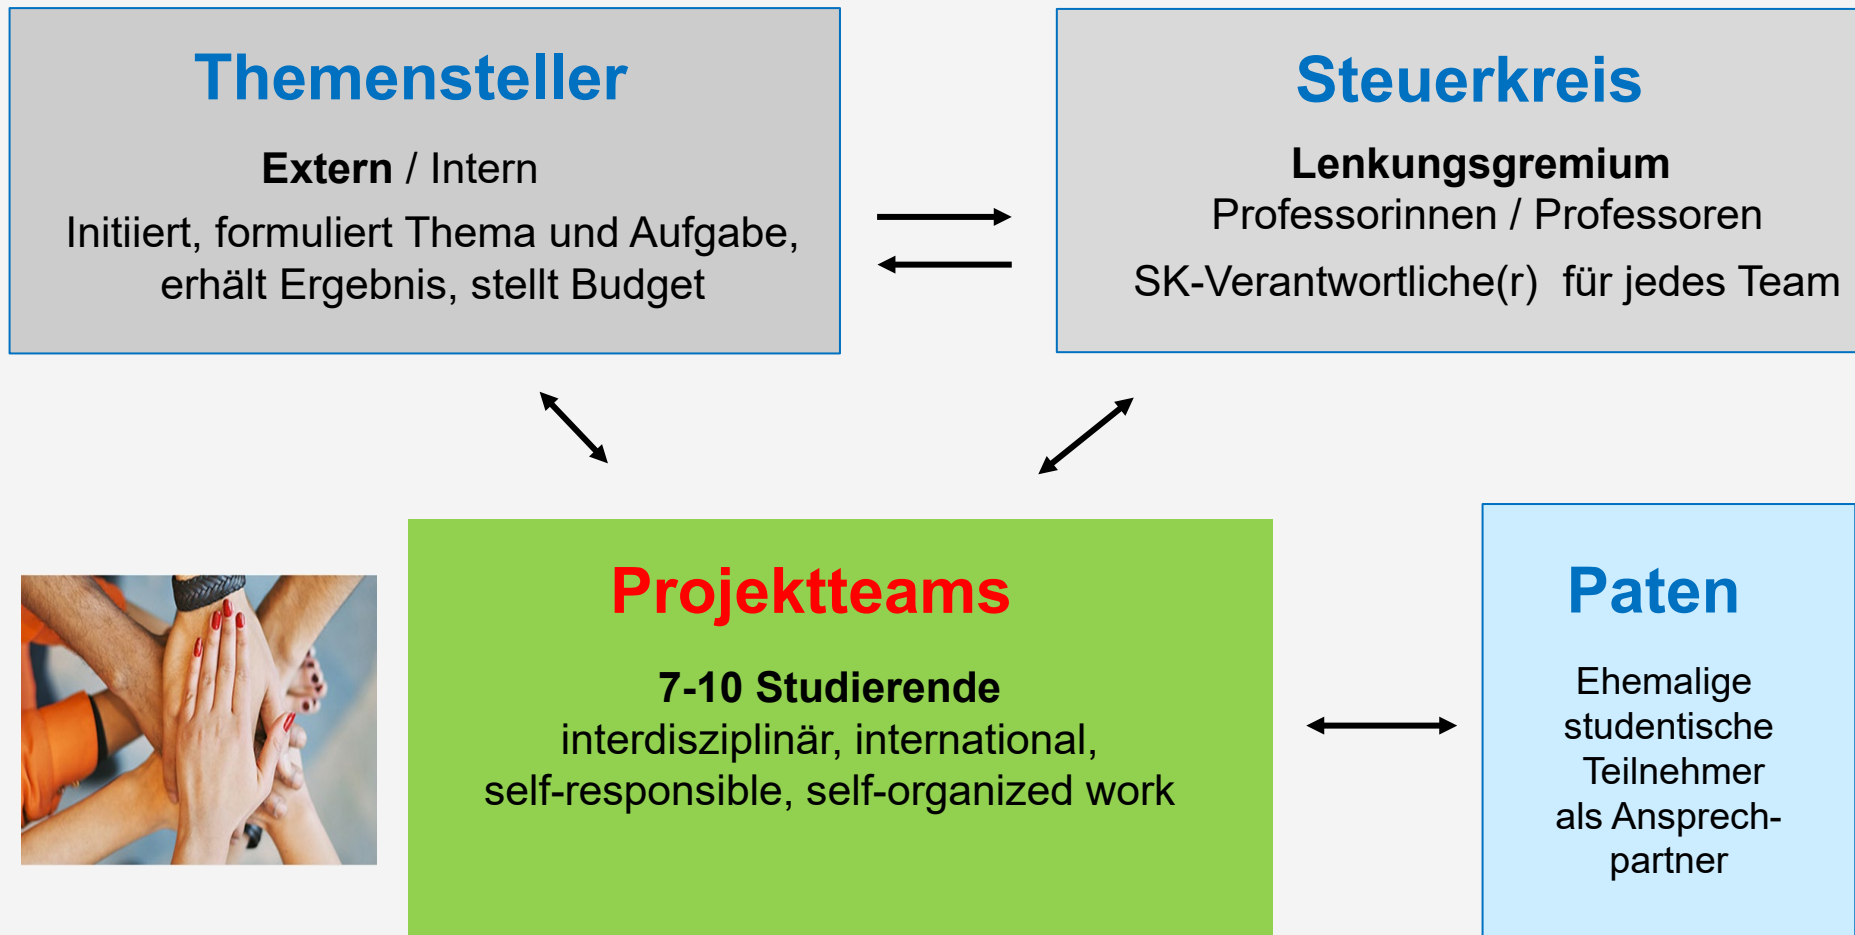 Themensteller
Extern / Intern
Initiiert, formuliert Thema und Aufgabe,
erhält Ergebnis, stellt Budget
Steuerkreis
Lenkungsgremium
Professorinnen / Professoren
SK-Verantwortliche(r) für jedes Team
Projektteams
7-10 Studierende
interdisziplinär, international,
self-responsible, self-organized work
Paten
Ehemalige
studentische
Teilnehmer
als Ansprech-
partner